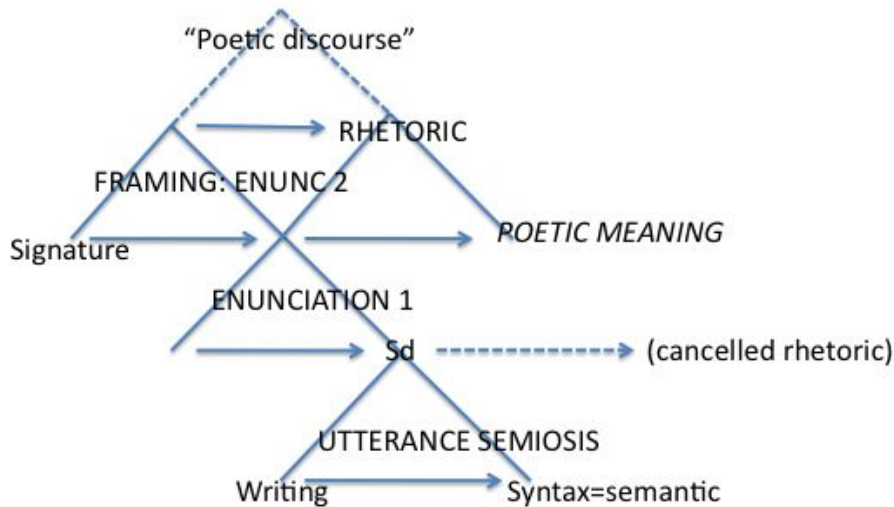 “Poetic discourse”
RHETORIC
FRAMING: ENUNC 2
Signature
POETIC MEANING
ENUNCIATION 1
Sd
(cancelled rhetoric)
UTTERANCE SEMIOSIS
Writing
Syntax=semantic